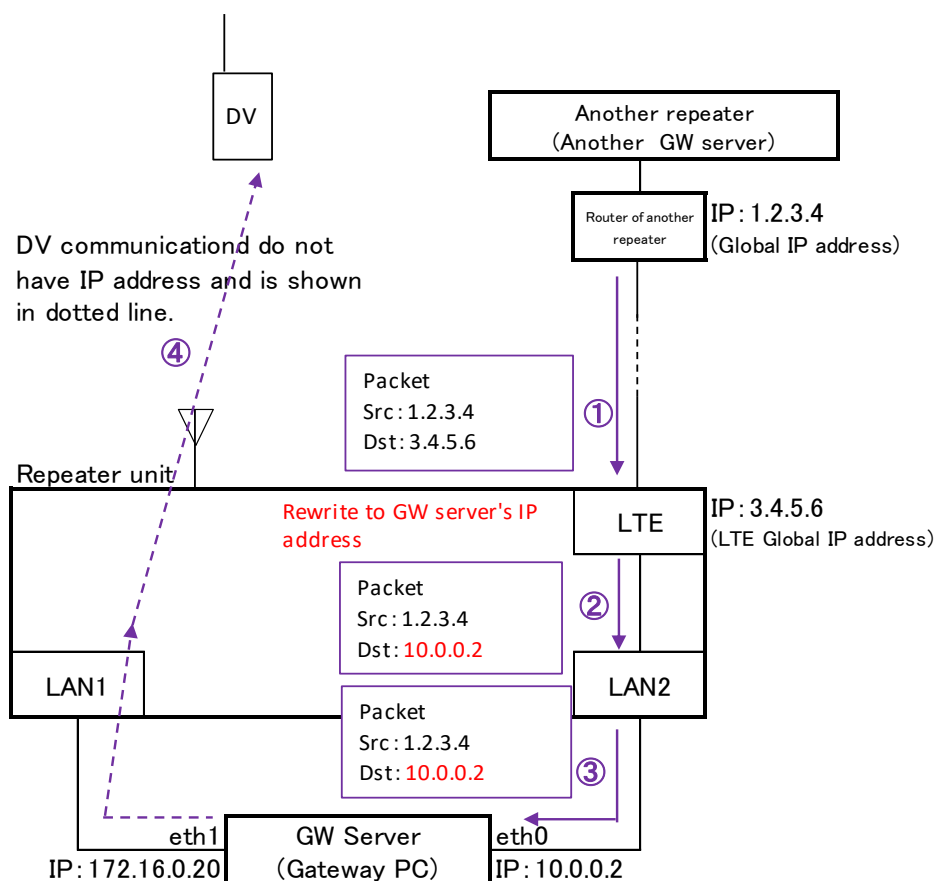 DV
Another repeater
(Another GW server)
Router of another
repeater
IP: 1.2.3.4
(Global IP address)
DV communicationd do not
have IP address and is shown
in dotted line.
④
Packet
Src: 1.2.3.4
Dst: 3.4.5.6
①
Repeater unit
Rewrite to GW server's IP
address
LTE
IP: 3.4.5.6
(LTE Global IP address)
Packet
Src: 1.2.3.4
Dst: 10.0.0.2
②
LAN1
LAN2
Packet
Src: 1.2.3.4
Dst: 10.0.0.2
③
eth1
GW Server
eth0
IP: 172.16.0.20
(Gateway PC)
IP: 10.0.0.2